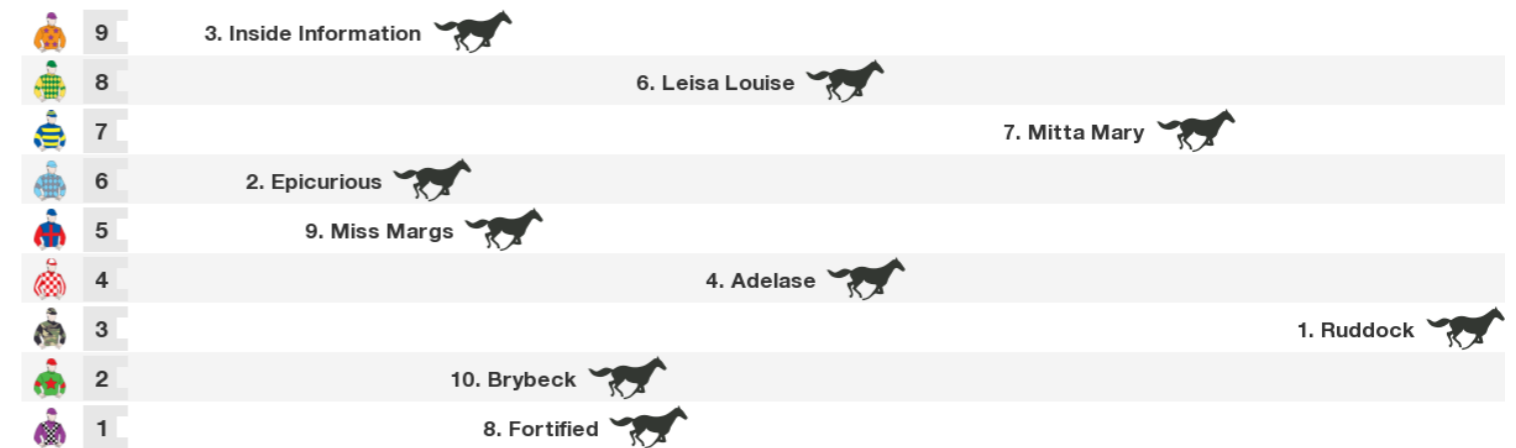 9 3. Inside Information
8 6. Leisa Louise
7 7. Mitta Mary
6 2. Epicurious
5 9. Miss Margs
4 4. Adelase
3 1. Ruddock
2 10. Brybeck
1 8. Fortified